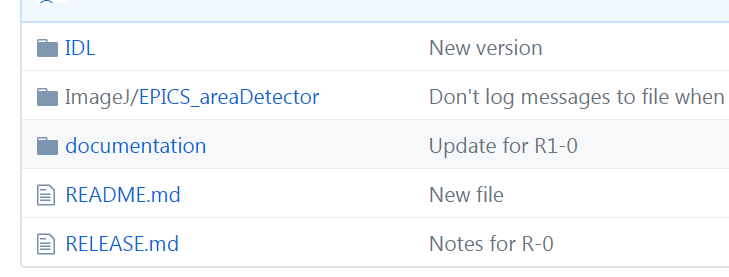 IDL New version
ImageJ/EPICS_areaDetector Don't log messages to file when
documentation Update for R1-0
README.md New file
RELEASE.md Notes for R-0